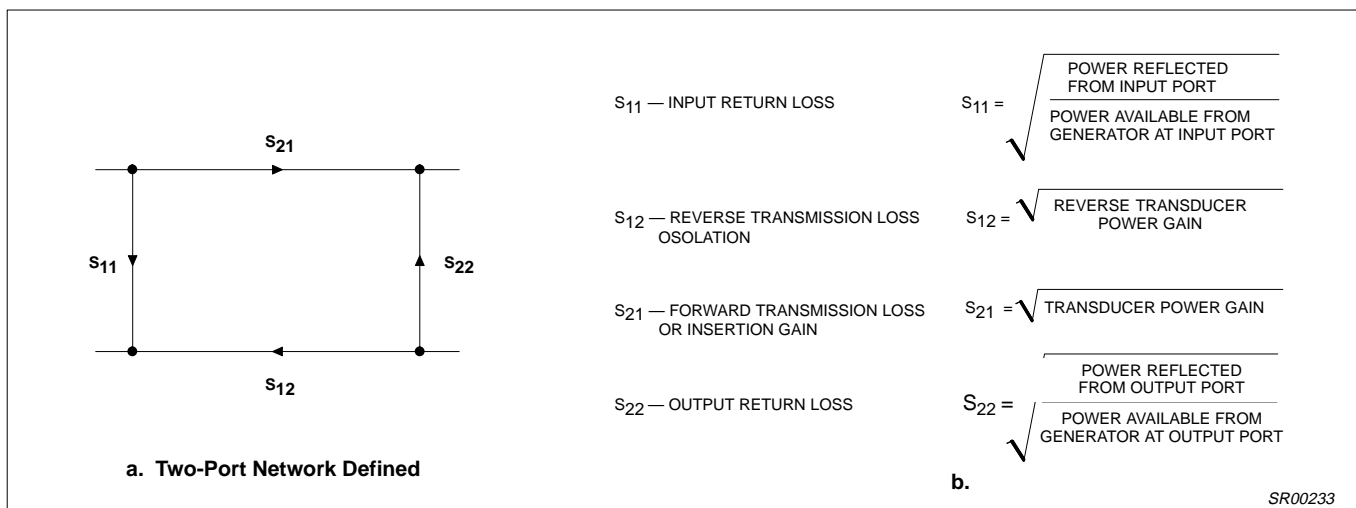 S21
S11
S22
S12
a. Two-Port Network Defined
S11 — INPUT RETURN LOSS
S11 = √
POWER REFLECTED
FROM INPUT PORT
POWER AVAILABLE FROM
GENERATOR AT INPUT PORT
S12 — REVERSE TRANSMISSION LOSS
OSOLATION
S12 = √
REVERSE TRANSDUCER
POWER GAIN
S21 — FORWARD TRANSMISSION LOSS
OR INSERTION GAIN
S21 = √ TRANSDUCER POWER GAIN
S22 — OUTPUT RETURN LOSS
S22 = √
POWER REFLECTED
FROM OUTPUT PORT
POWER AVAILABLE FROM
GENERATOR AT OUTPUT PORT
b.
SR00233